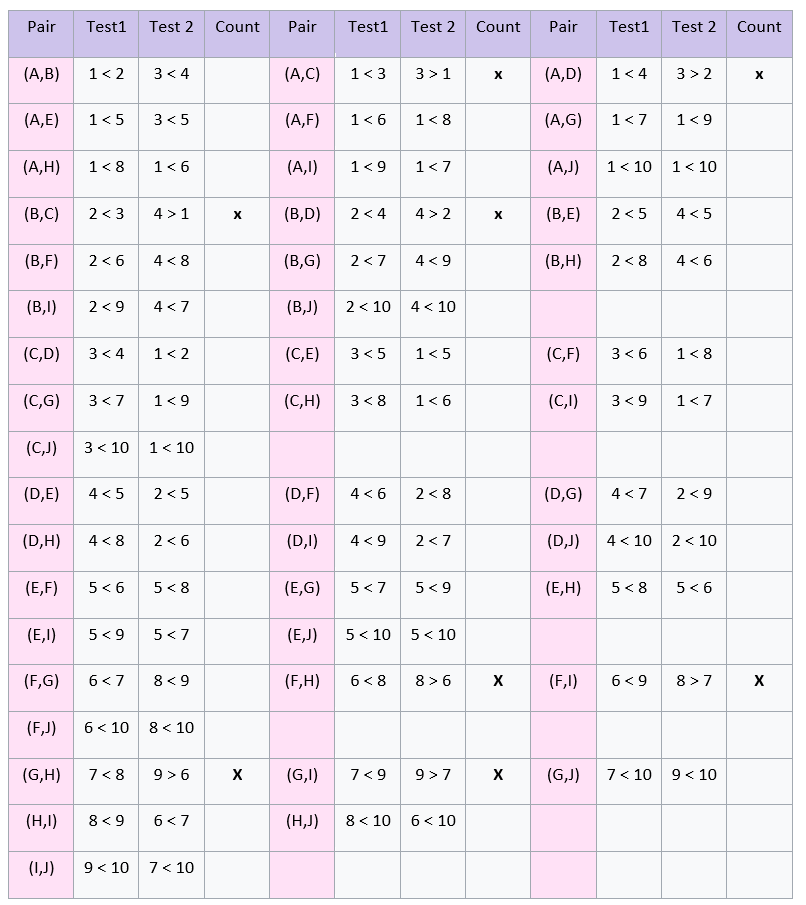 Pair Test1 Test 2 Count Pair Test1 Test 2 Count Pair Test1 Test 2 Count
(A,B) 1 < 2 3 < 4 (A,C) 1 < 3 3 > 1 x (A,D) 1 < 4 3 > 2 x
(A,E) 1 < 5 3 < 5 (A,F) 1 < 6 1 < 8 (A,G) 1 < 7 1 < 9
(A,H) 1 < 8 1 < 6 (A,I) 1 < 9 1 < 7 (A,J) 1 < 10 1 < 10
(B,C) 2 < 3 4 > 1 x (B,D) 2 < 4 4 > 2 x (B,E) 2 < 5 4 < 5
(B,F) 2 < 6 4 < 8 (B,G) 2 < 7 4 < 9 (B,H) 2 < 8 4 < 6
(B,I) 2 < 9 4 < 7 (B,J) 2 < 10 4 < 10
(C,D) 3 < 4 1 < 2 (C,E) 3 < 5 1 < 5 (C,F) 3 < 6 1 < 8
(C,G) 3 < 7 1 < 9 (C,H) 3 < 8 1 < 6 (C,I) 3 < 9 1 < 7
(C,J) 3 < 10 1 < 10
(D,E) 4 < 5 2 < 5 (D,F) 4 < 6 2 < 8 (D,G) 4 < 7 2 < 9
(D,H) 4 < 8 2 < 6 (D,I) 4 < 9 2 < 7 (D,J) 4 < 10 2 < 10
(E,F) 5 < 6 5 < 8 (E,G) 5 < 7 5 < 9 (E,H) 5 < 8 5 < 6
(E,I) 5 < 9 5 < 7 (E,J) 5 < 10 5 < 10
(F,G) 6 < 7 8 < 9 (F,H) 6 < 8 8 > 6 X (F,I) 6 < 9 8 > 7 X
(F,J) 6 < 10 8 < 10
(G,H) 7 < 8 9 > 6 X (G,I) 7 < 9 9 > 7 X (G,J) 7 < 10 9 < 10
(H,I) 8 < 9 6 < 7 (H,J) 8 < 10 6 < 10
(I,J) 9 < 10 7 < 10